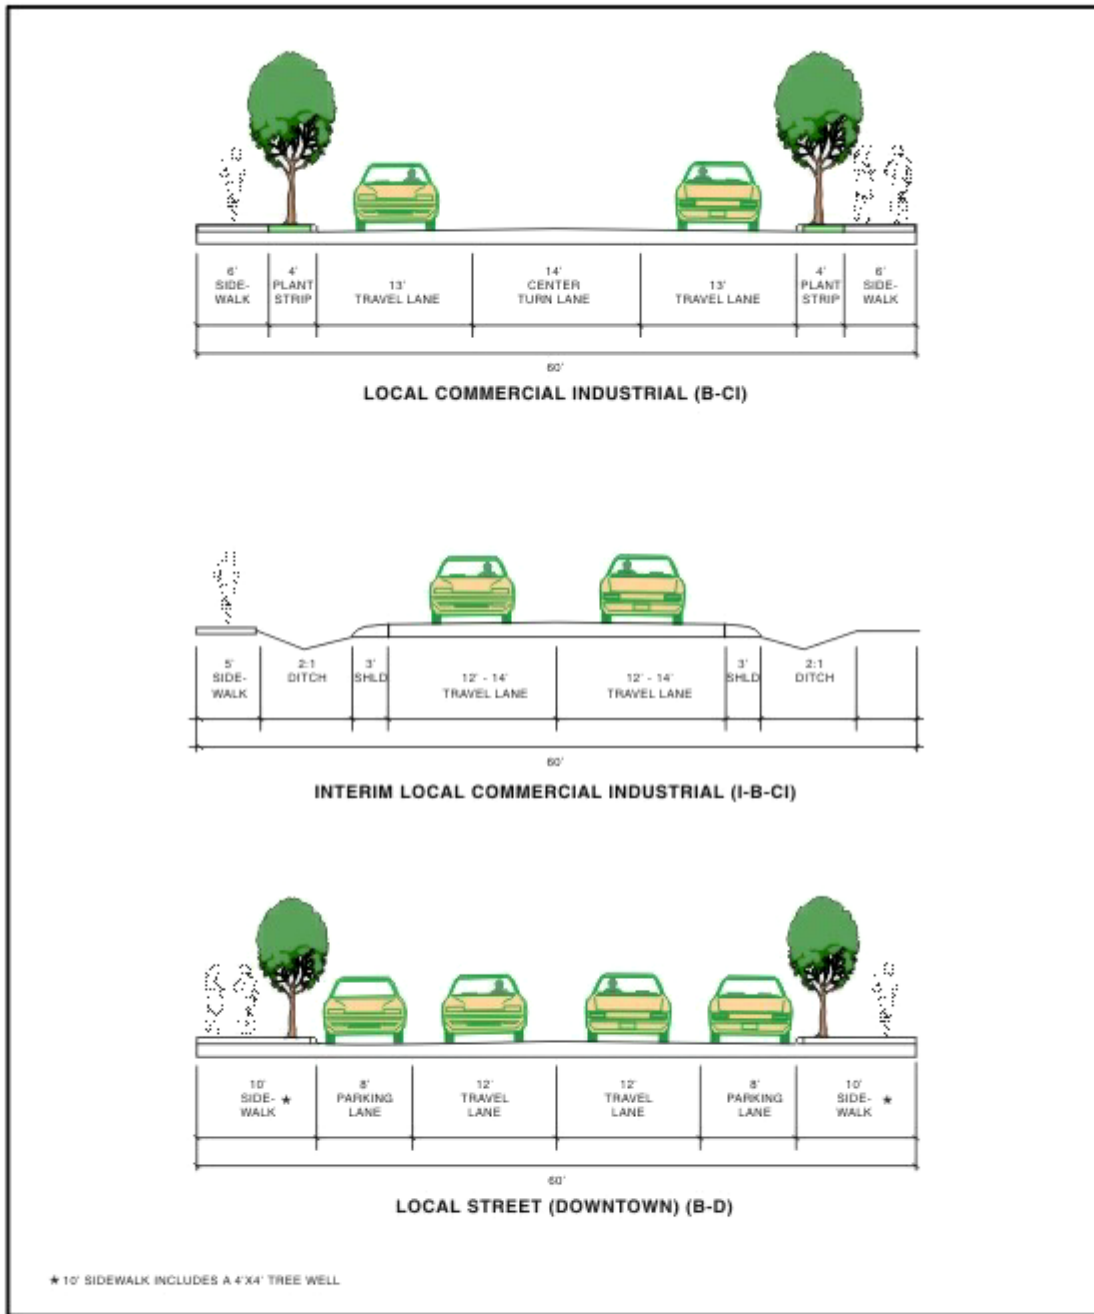 6' 4' 13' 14' 13' 4' 6'
SIDE- PLANT TRAVEL LANE CENTER TRAVEL LANE PLANT SIDE-
WALK STRIP TURN LANE STRIP WALK
60'
LOCAL COMMERCIAL INDUSTRIAL (B-CI)
5' 2:1 3' 12' - 14' 12' - 14' 3' 2:1
SIDE- DITCH SHLD TRAVEL LANE TRAVEL LANE SHLD DITCH
WALK
60'
INTERIM LOCAL COMMERCIAL INDUSTRIAL (I-B-CI)
10' 8' 12' 12' 8' 10'
SIDE- ★ PARKING TRAVEL TRAVEL PARKING SIDE- ★
WALK LANE LANE LANE LANE WALK
60'
LOCAL STREET (DOWNTOWN) (B-D)
★ 10' SIDEWALK INCLUDES A 4'X4' TREE WELL